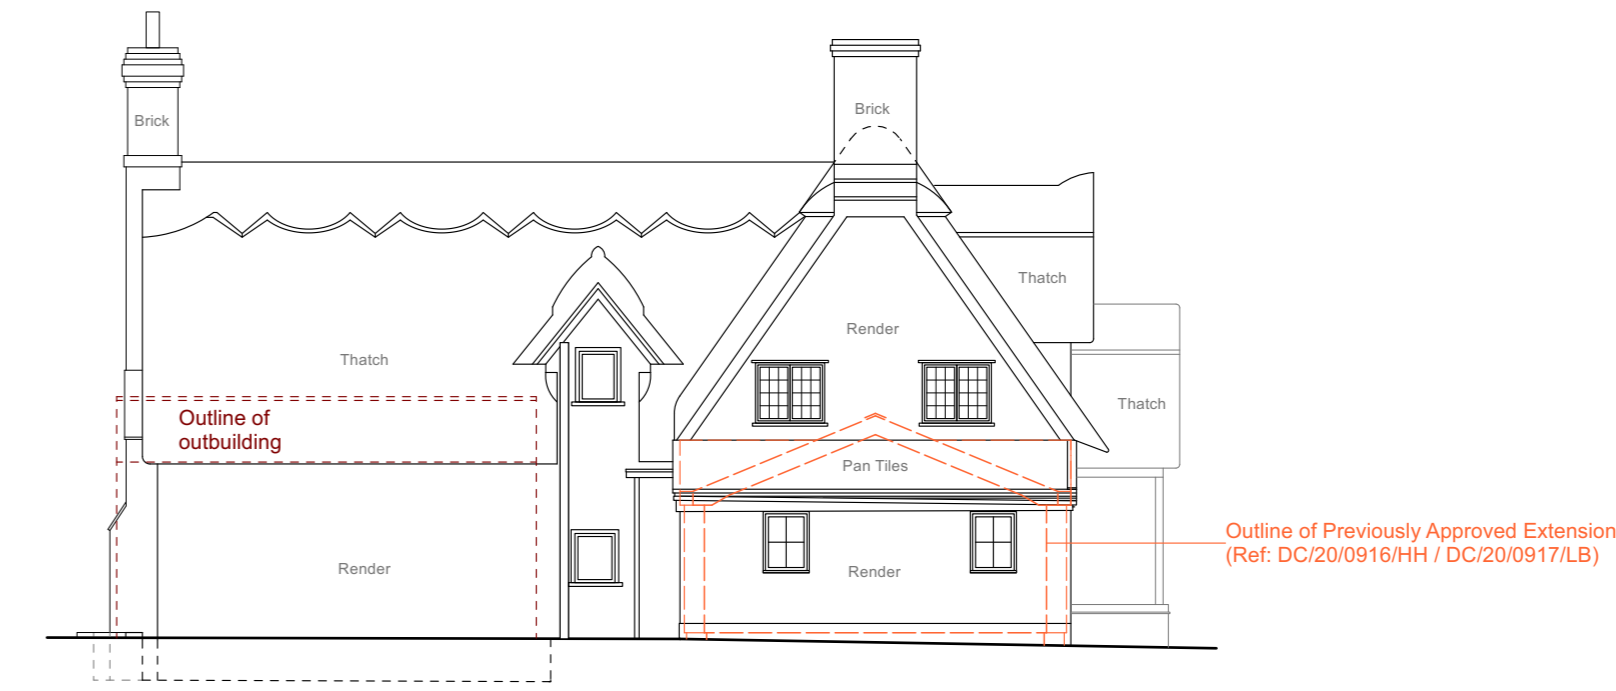 Brick
Brick
Thatch
Render
Thatch
Thatch
Outline of
outbuilding
Pan Tiles
Outline of Previously Approved Extension
(Ref: DC/20/0916/HH / DC/20/0917/LB)
Render
Render